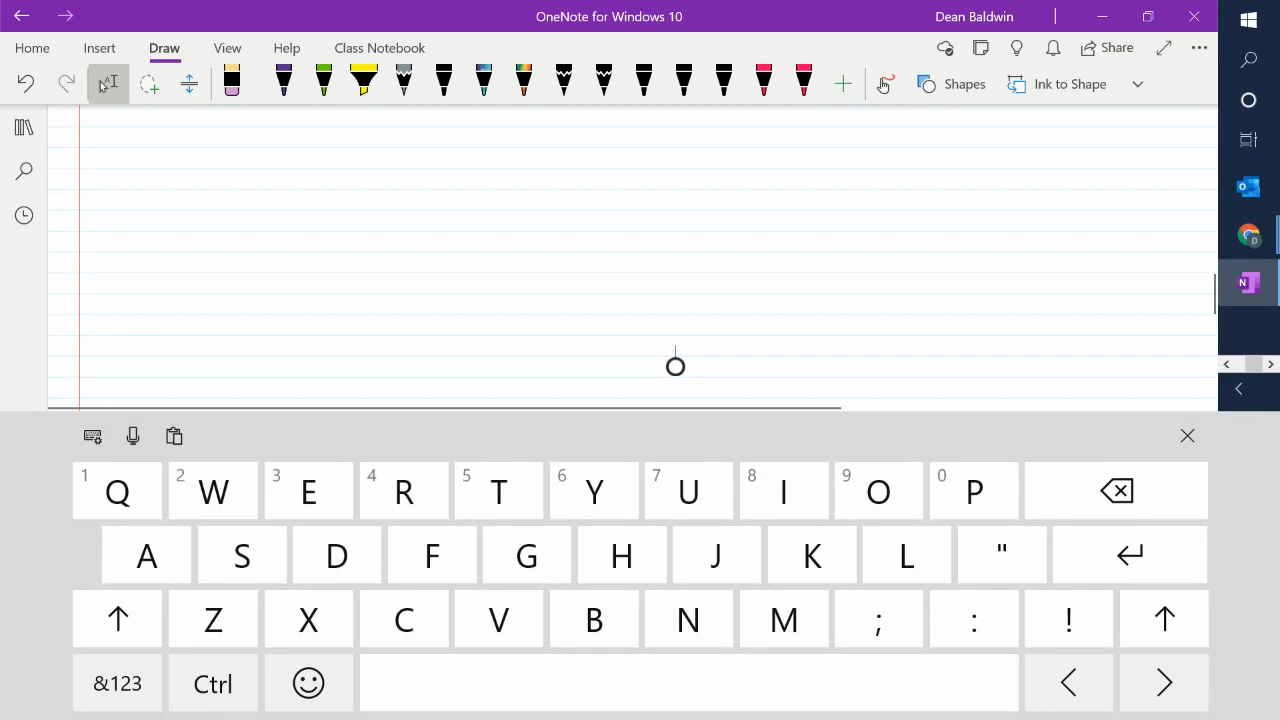 OneNote for Windows 10
Dean Baldwin
Home Insert Draw View Help Class Notebook
Share
Shapes
Ink to Shape
1 Q 2 W 3 E 4 R 5 T 6 Y 7 U 8 I 9 O 0 P
A S D F G H J K L "
Z X C V B N M ; : !
&123 Ctrl